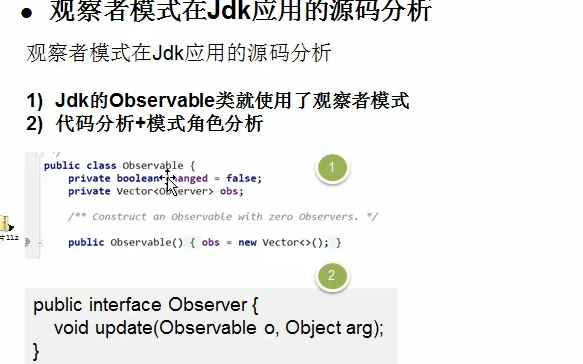 ● 观察者模式在Jdk应用的源码分析
观察者模式在Jdk应用的源码分析
1) Jdk的Observable类就使用了观察者模式
2) 代码分析+模式角色分析
*/
public class Observable {
private boolean changed = false;
private Vector<Observer> obs;
/** Construct an Observable with zero Observers. */
public Observable() { obs = new Vector<>(); }
1
2
public interface Observer {
void update(Observable o, Object arg);
}